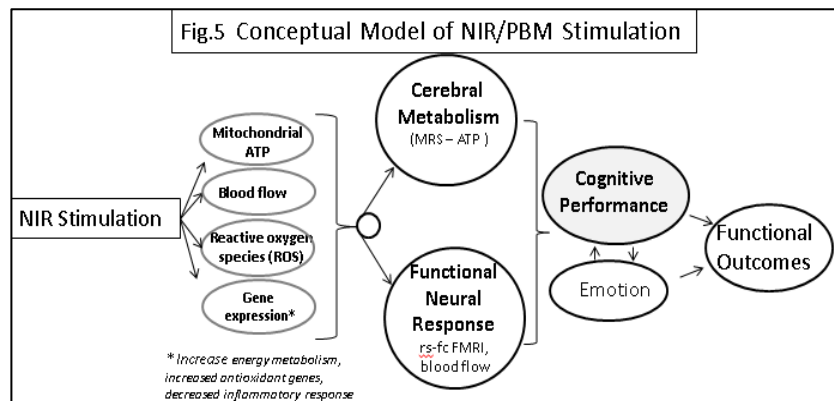 Fig.5 Conceptual Model of NIR/PBM Stimulation
NIR Stimulation
Mitochondrial
ATP
Blood flow
Reactive oxygen
species (ROS)
Gene
expression*
* Increase energy metabolism,
increased antioxidant genes,
decreased inflammatory response
Cerebral
Metabolism
(MRS – ATP )
Functional
Neural
Response
rs-fc FMRI,
blood flow
Cognitive
Performance
Emotion
Functional
Outcomes